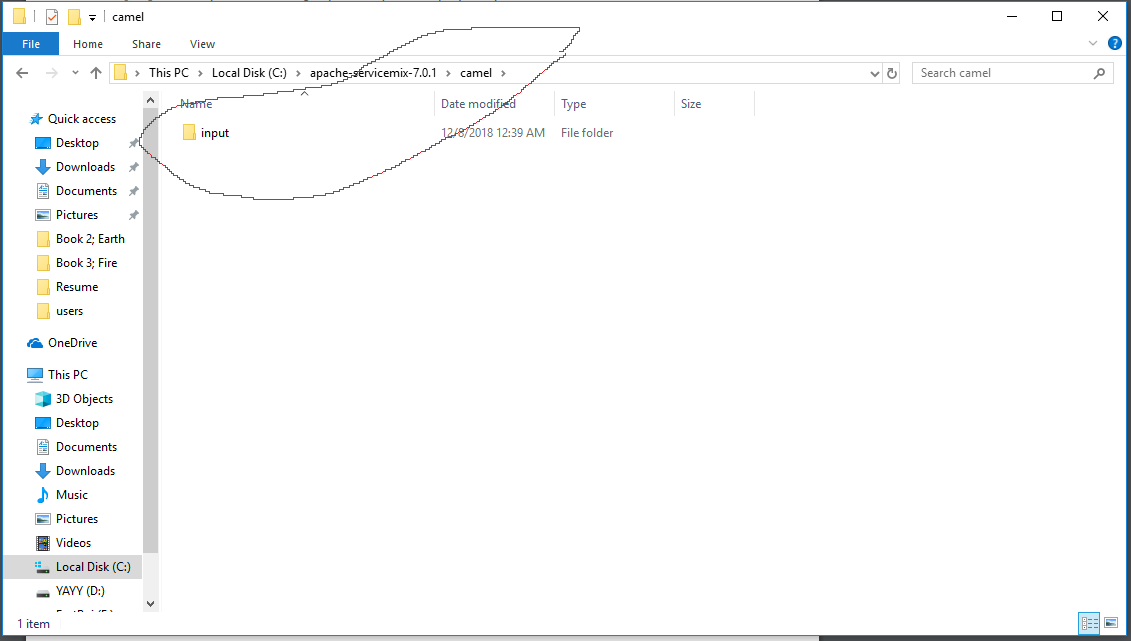 camel
File Home Share View
This PC Local Disk (C:) apache-servicemix-7.0.1 camel
Search camel
Name Date modified Type Size
input 12/8/2018 12:39 AM File folder
Quick access
Desktop
Downloads
Documents
Pictures
Book 2; Earth
Book 3; Fire
Resume
users
OneDrive
This PC
3D Objects
Desktop
Documents
Downloads
Music
Pictures
Videos
Local Disk (C:)
YAYY (D:)
1 item